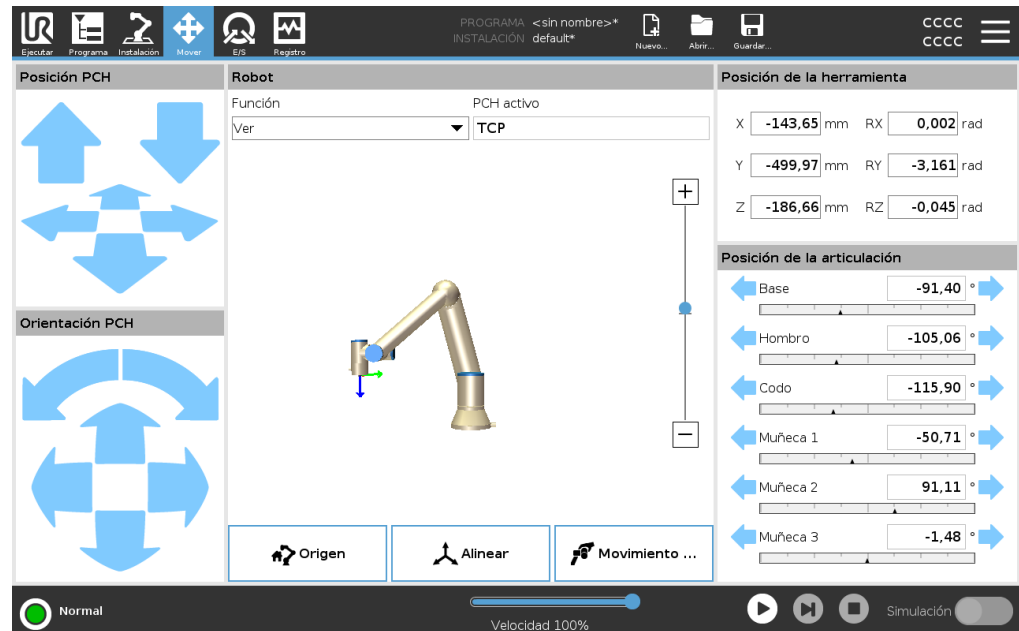 PROGRAMA <sin nombre>*
INSTALACIÓN default*
CCCC
CCCC
UR
Ejecutar Programa Instalación Mover E/S Registro Nuevo... Abrir... Guardar...
Posición PCH
Robot
Posición de la herramienta
Función PCH activo
Ver TCP
X -143,65 mm RX 0,002 rad
Y -499,97 mm RY -3,161 rad
Z -186,66 mm RZ -0,045 rad
Posición de la articulación
Base -91,40 °
Orientación PCH
Hombro -105,06 °
Codo -115,90 °
Muñeca 1 -50,71 °
Muñeca 2 91,11 °
Muñeca 3 -1,48 °
Origen Alinear Movimiento ...
Normal
Velocidad 100%
Simulación